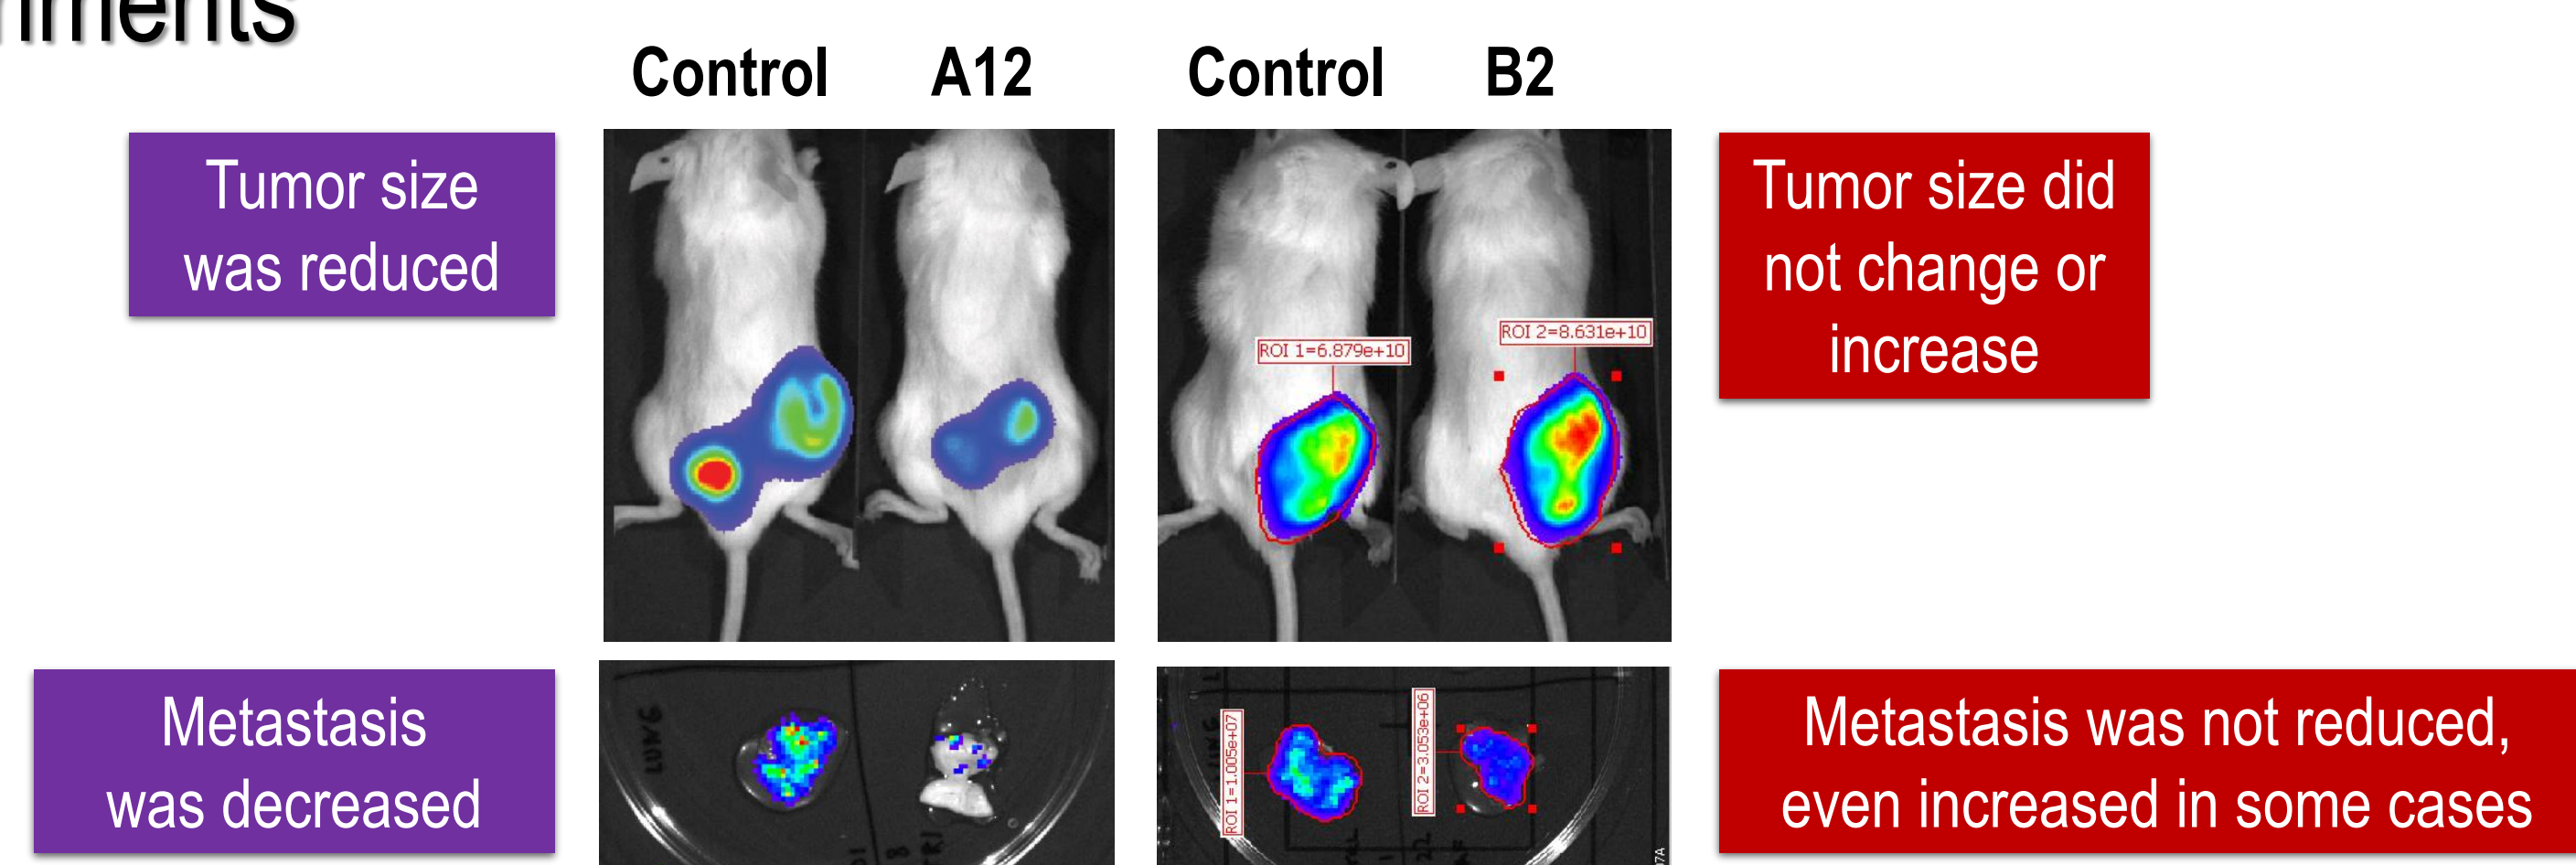 Control A12 Control B2
Tumor size
was reduced
ROI 1=6.879e+10
ROI 2=8.631e+10
Tumor size did
not change or
increase
Metastasis
was decreased
LUNG
ROI 1=1.005e+07
ROI 2=3.053e+06
Metastasis was not reduced,
even increased in some cases